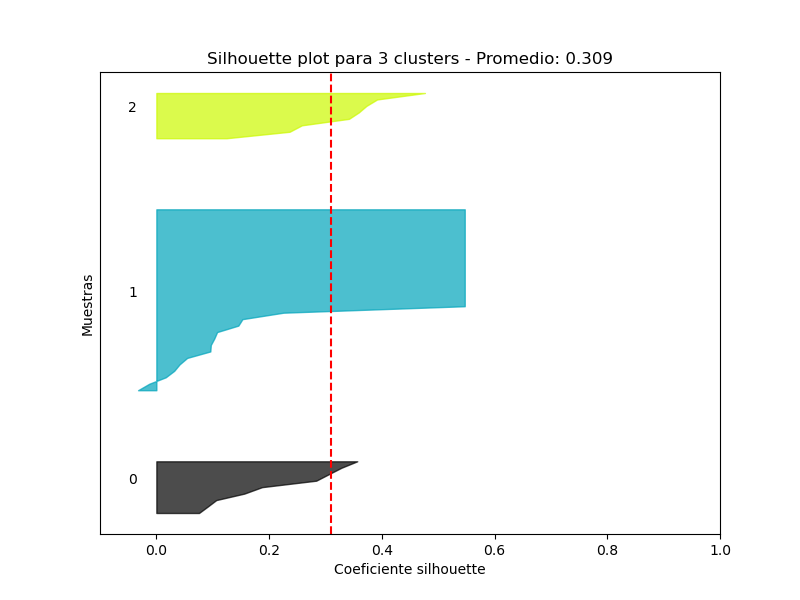 Silhouette plot para 3 clusters - Promedio: 0.309
2
1
0
Muestras
0.0 0.2 0.4 0.6 0.8 1.0
Coeficiente silhouette